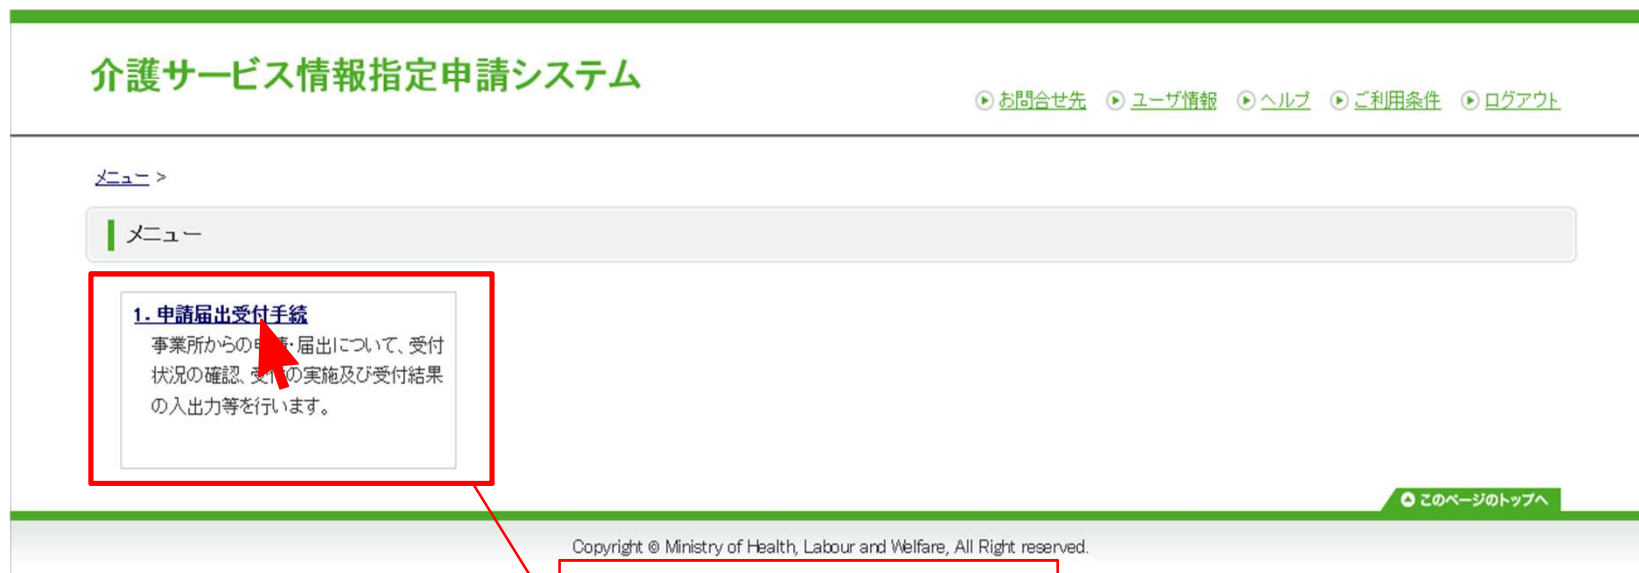 介護サービス情報指定申請システム
お問合せ先 ユーザ情報 ヘルプ ご利用条件 ログアウト
メニュー >
メニュー
1. 申請届出受付手続
事業所からの申請・届出について、受付
状況の確認、受付の実施及び受付結果
の入出力等を行います。
このページのトップへ
Copyright © Ministry of Health, Labour and Welfare, All Right reserved.